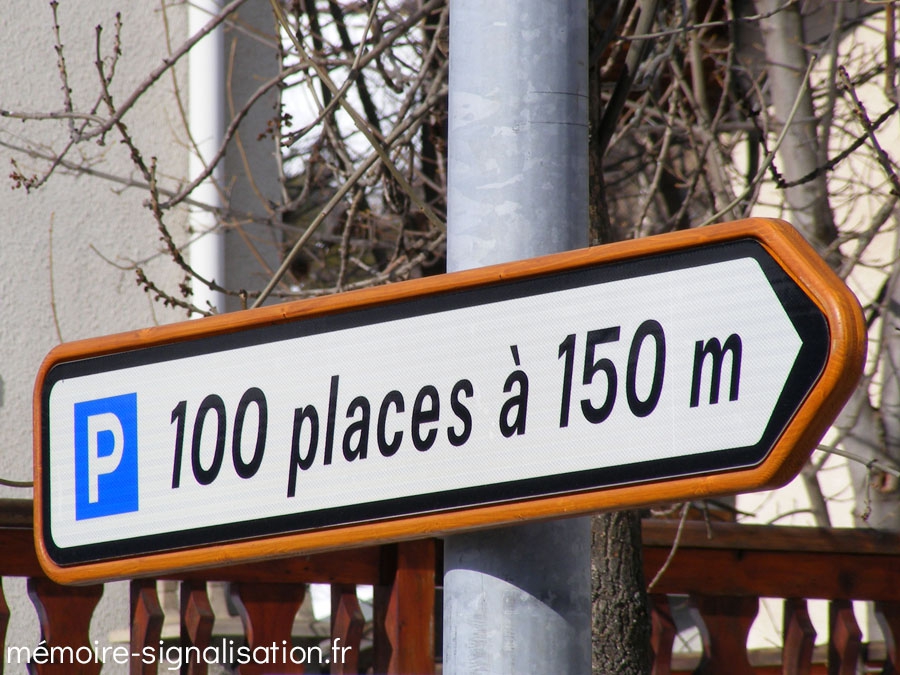 P 100 places à 150 m
mémoire-signalisation.fr